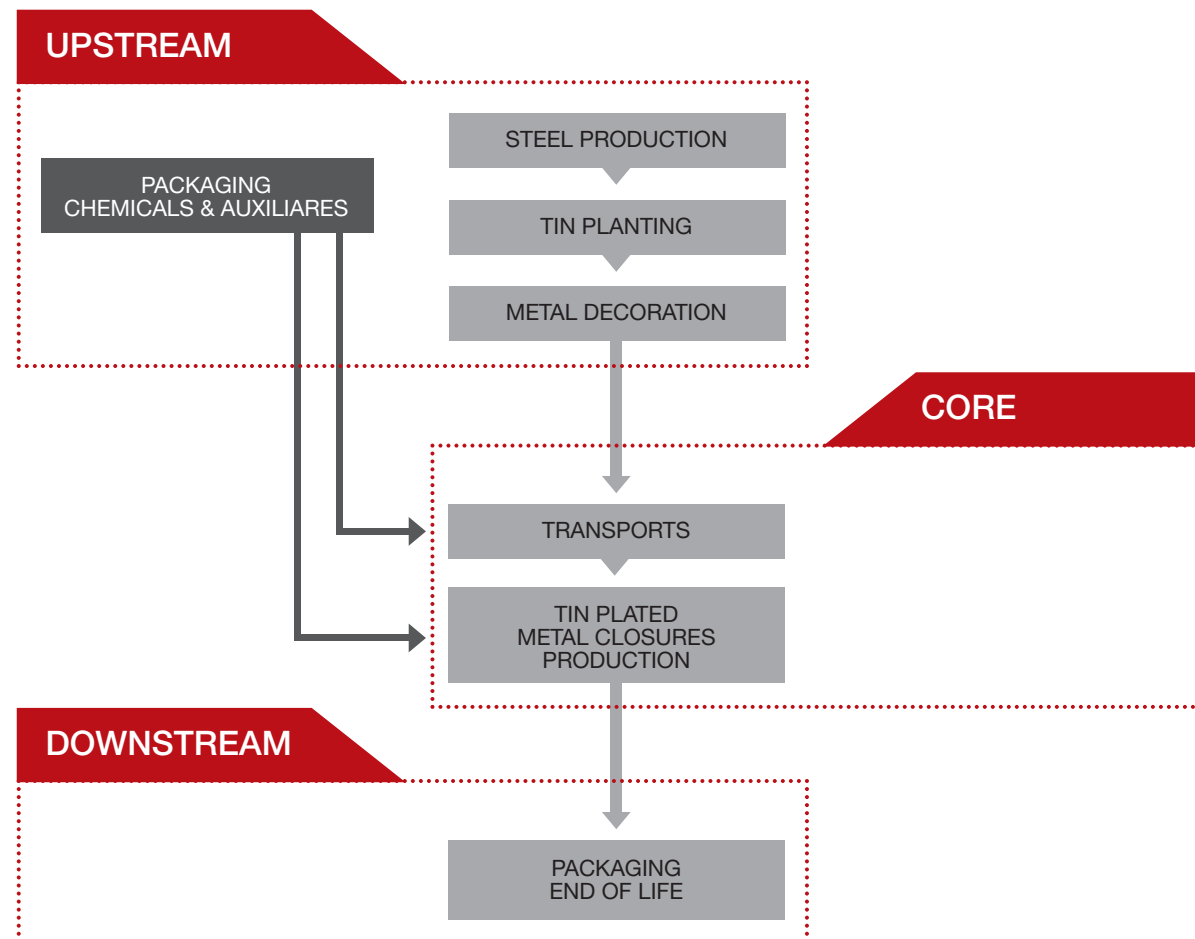 UPSTREAM
STEEL PRODUCTION
PACKAGING
CHEMICALS & AUXILIARES
TIN PLANTING
METAL DECORATION
CORE
TRANSPORTS
TIN PLATED
METAL CLOSURES
PRODUCTION
DOWNSTREAM
PACKAGING
END OF LIFE